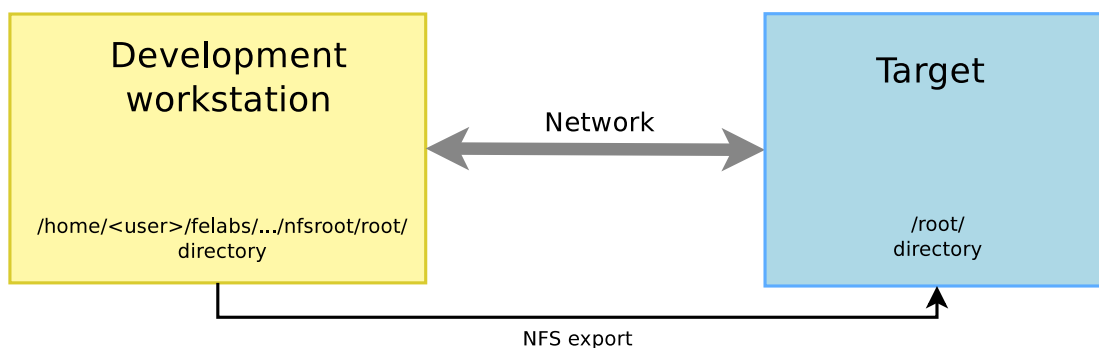 Development
workstation
Network
Target
/home/<user>/felabs/.../nfsroot/root/
directory
/root/
directory
NFS export